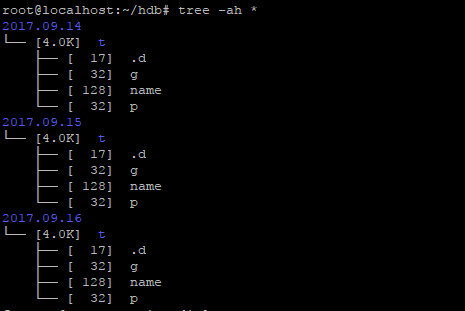 root@localhost:~/hdb# tree -ah *
2017.09.14
└── [4.0K]  t
    ├── [  17]  .d
    ├── [  32]  g
    ├── [ 128]  name
    └── [  32]  p
2017.09.15
└── [4.0K]  t
    ├── [  17]  .d
    ├── [  32]  g
    ├── [ 128]  name
    └── [  32]  p
2017.09.16
└── [4.0K]  t
    ├── [  17]  .d
    ├── [  32]  g
    ├── [ 128]  name
    └── [  32]  p